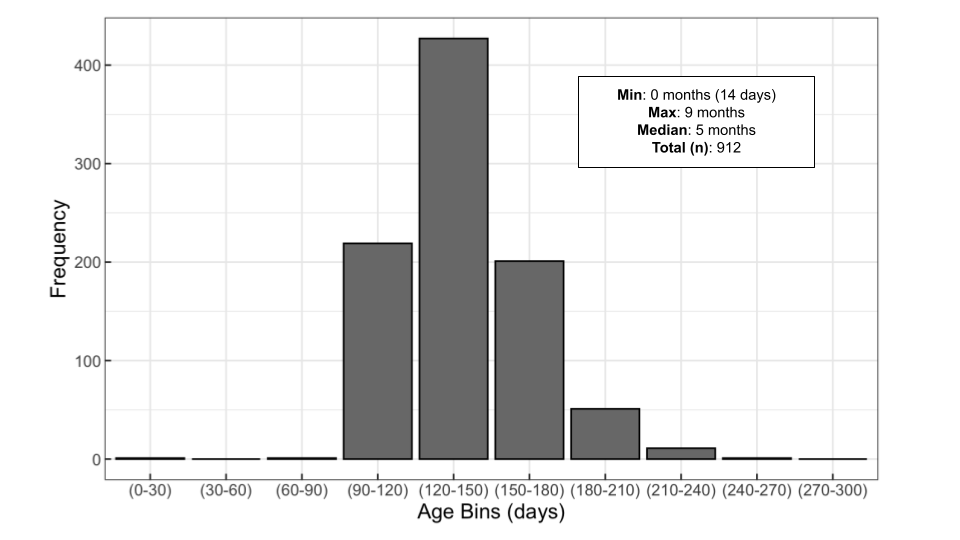 400
300
200
100
0
Frequency
Min: 0 months (14 days)
Max: 9 months
Median: 5 months
Total (n): 912
(0-30) (30-60) (60-90) (90-120) (120-150) (150-180) (180-210) (210-240) (240-270) (270-300)
Age Bins (days)